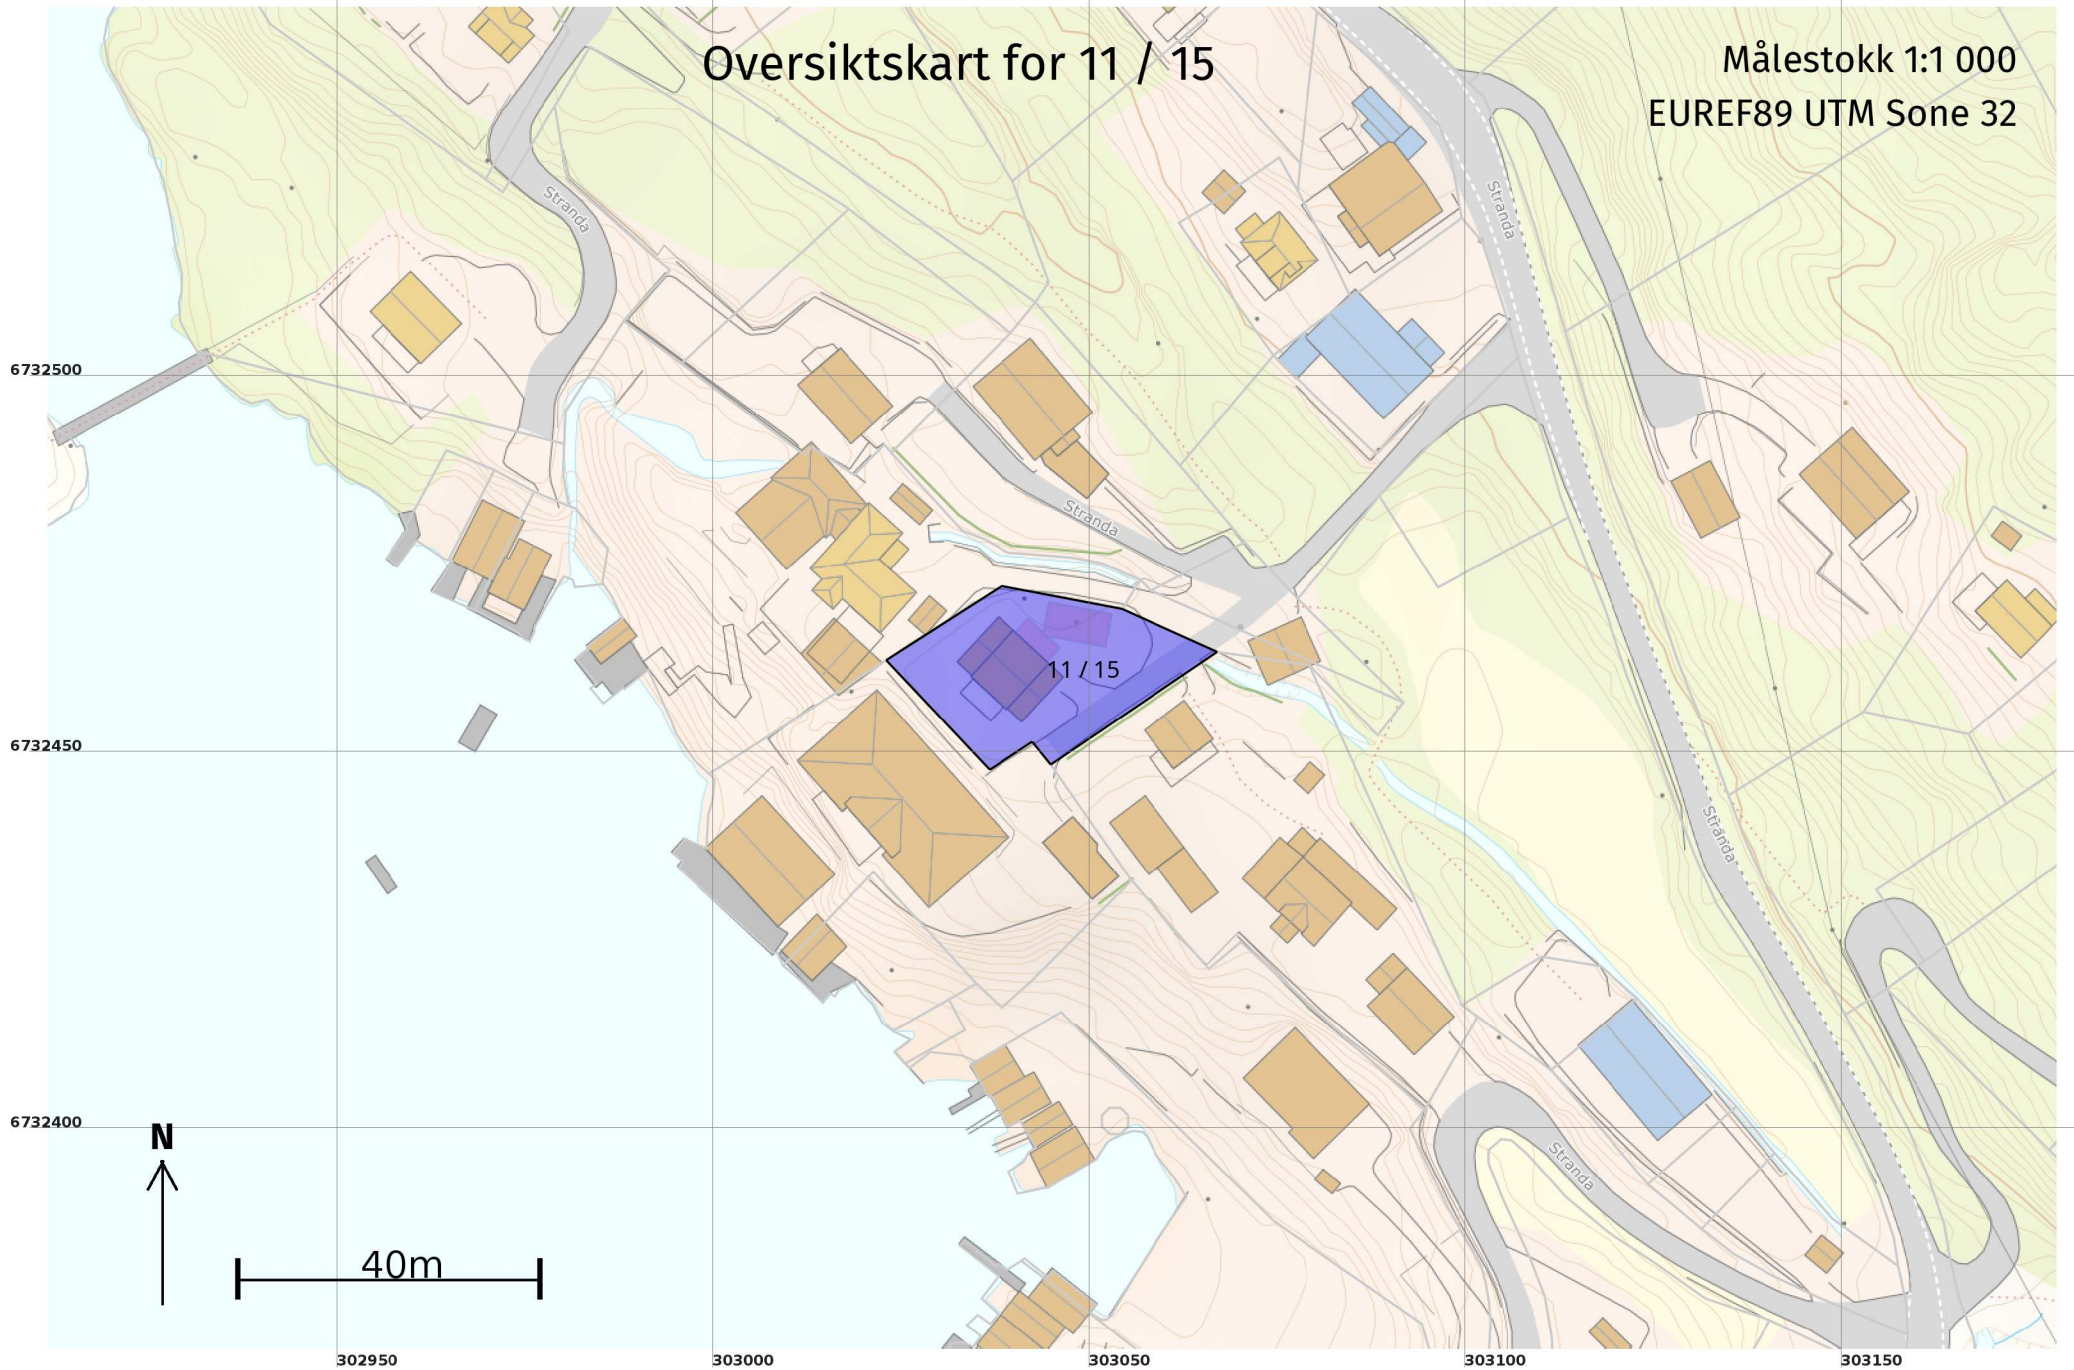 Oversiktskart for 11 / 15
Målestokk 1:1 000
EUREF89 UTM Sone 32
Stranda
Stranda
6732500
Stranda
11 / 15
6732450
Stranda
6732400
N
Stranda
40m
302950
303000
303050
303100
303150